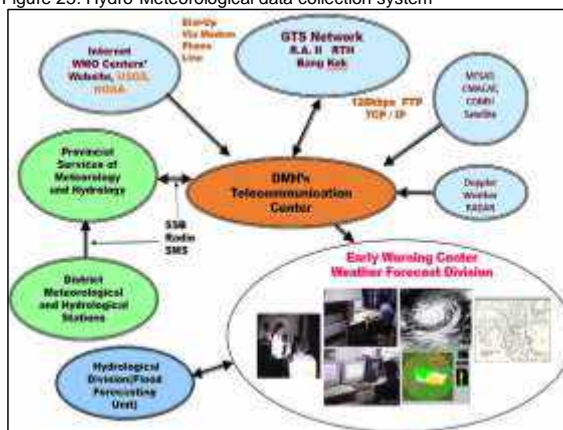 Figure 23: Hydro-Meteorological data collection system
Internet
WMO Centers'
Website, USGS,
NOAA
Dial-Up
Via Modem
Phone
Line
GTS Network
R.A. II RTH
Bang Kok
128kbps FTP
TCP / IP
MTSAT
Satellite
Provincial
Services of
Meteorology
and Hydrology
DMH's
Telecommunication
Center
Doppler
Weather
RADAR
SSB
Radio
SMS
District
Meteorological
and Hydrological
Stations
Early Warning Center
Weather Forecast Division
Hydrological
Division(Flood
Forecasting
Unit)